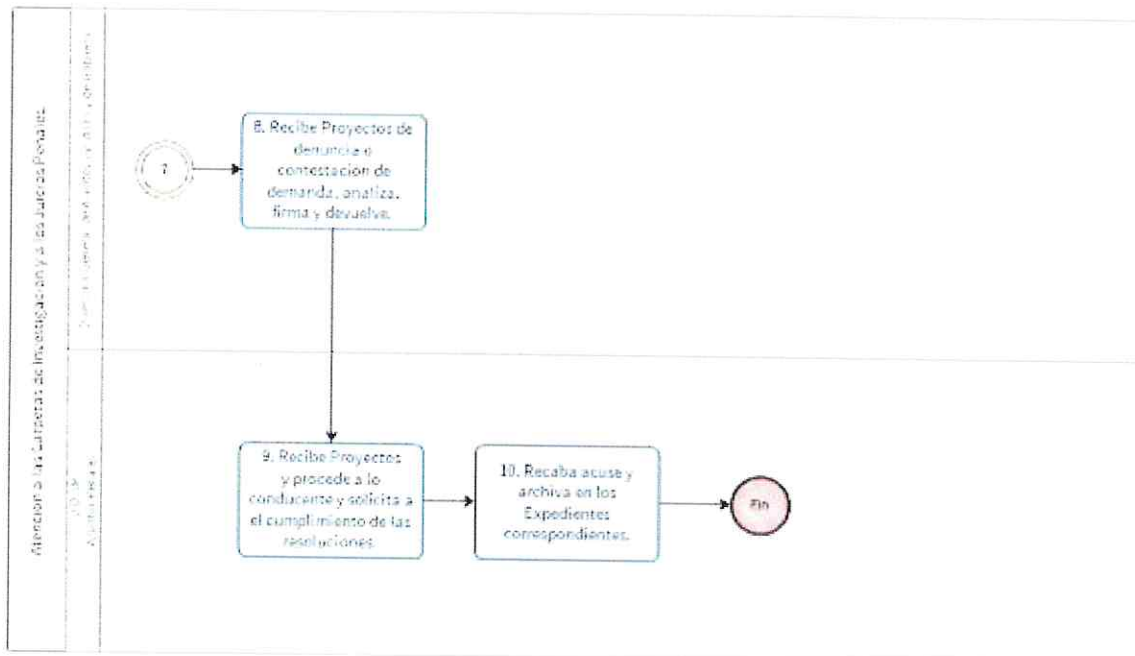 Atención a las Carpetas de Investigación y a los Juicios Penales
7
8. Recibe Proyectos de
denuncia o
contestación de
demanda, analiza,
firma y devuelve.
9. Recibe Proyectos
y procede a lo
conducente y solicita a
el cumplimiento de las
resoluciones.
10. Recaba acuse y
archiva en los
Expedientes
correspondientes.
Fin